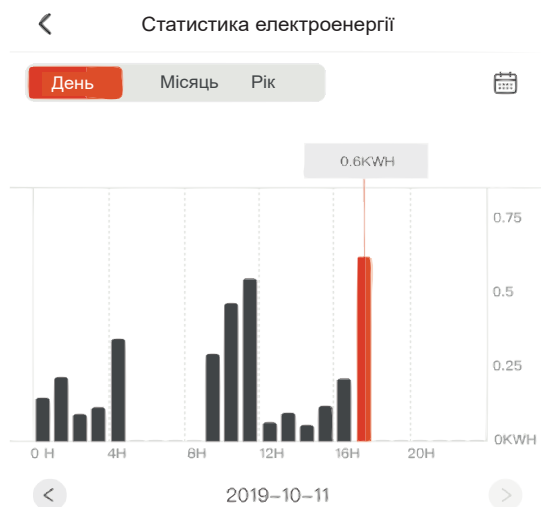 Статистика електроенергії
День Місяць Рік
0.6KWH
0.75
0.5
0.25
0KWH
0 H 4H 8H 12H 16H 20H
2019-10-11